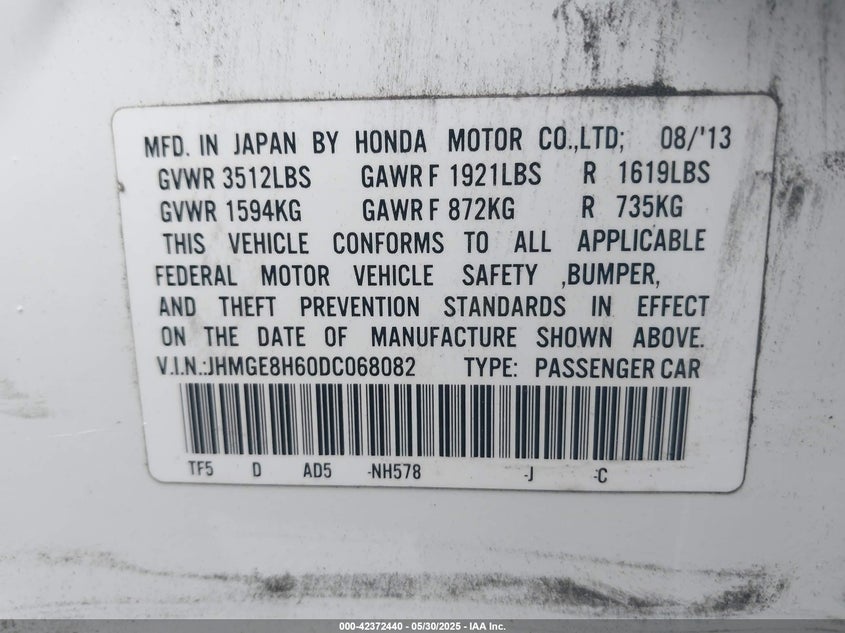 MFD. IN JAPAN BY HONDA MOTOR CO.,LTD; 08/'13
GVWR 3512LBS GAWR F 1921LBS R 1619LBS
GVWR 1594KG GAWR F 872KG R 735KG
THIS VEHICLE CONFORMS TO ALL APPLICABLE
FEDERAL MOTOR VEHICLE SAFETY ,BUMPER,
AND THEFT PREVENTION STANDARDS IN EFFECT
ON THE DATE OF MANUFACTURE SHOWN ABOVE.
V.I.N.:JHMGE8H60DC068082 TYPE: PASSENGER CAR
TF5 D AD5 -NH578 -J -C
000-42372440 - 05/30/2025 - IAA Inc.